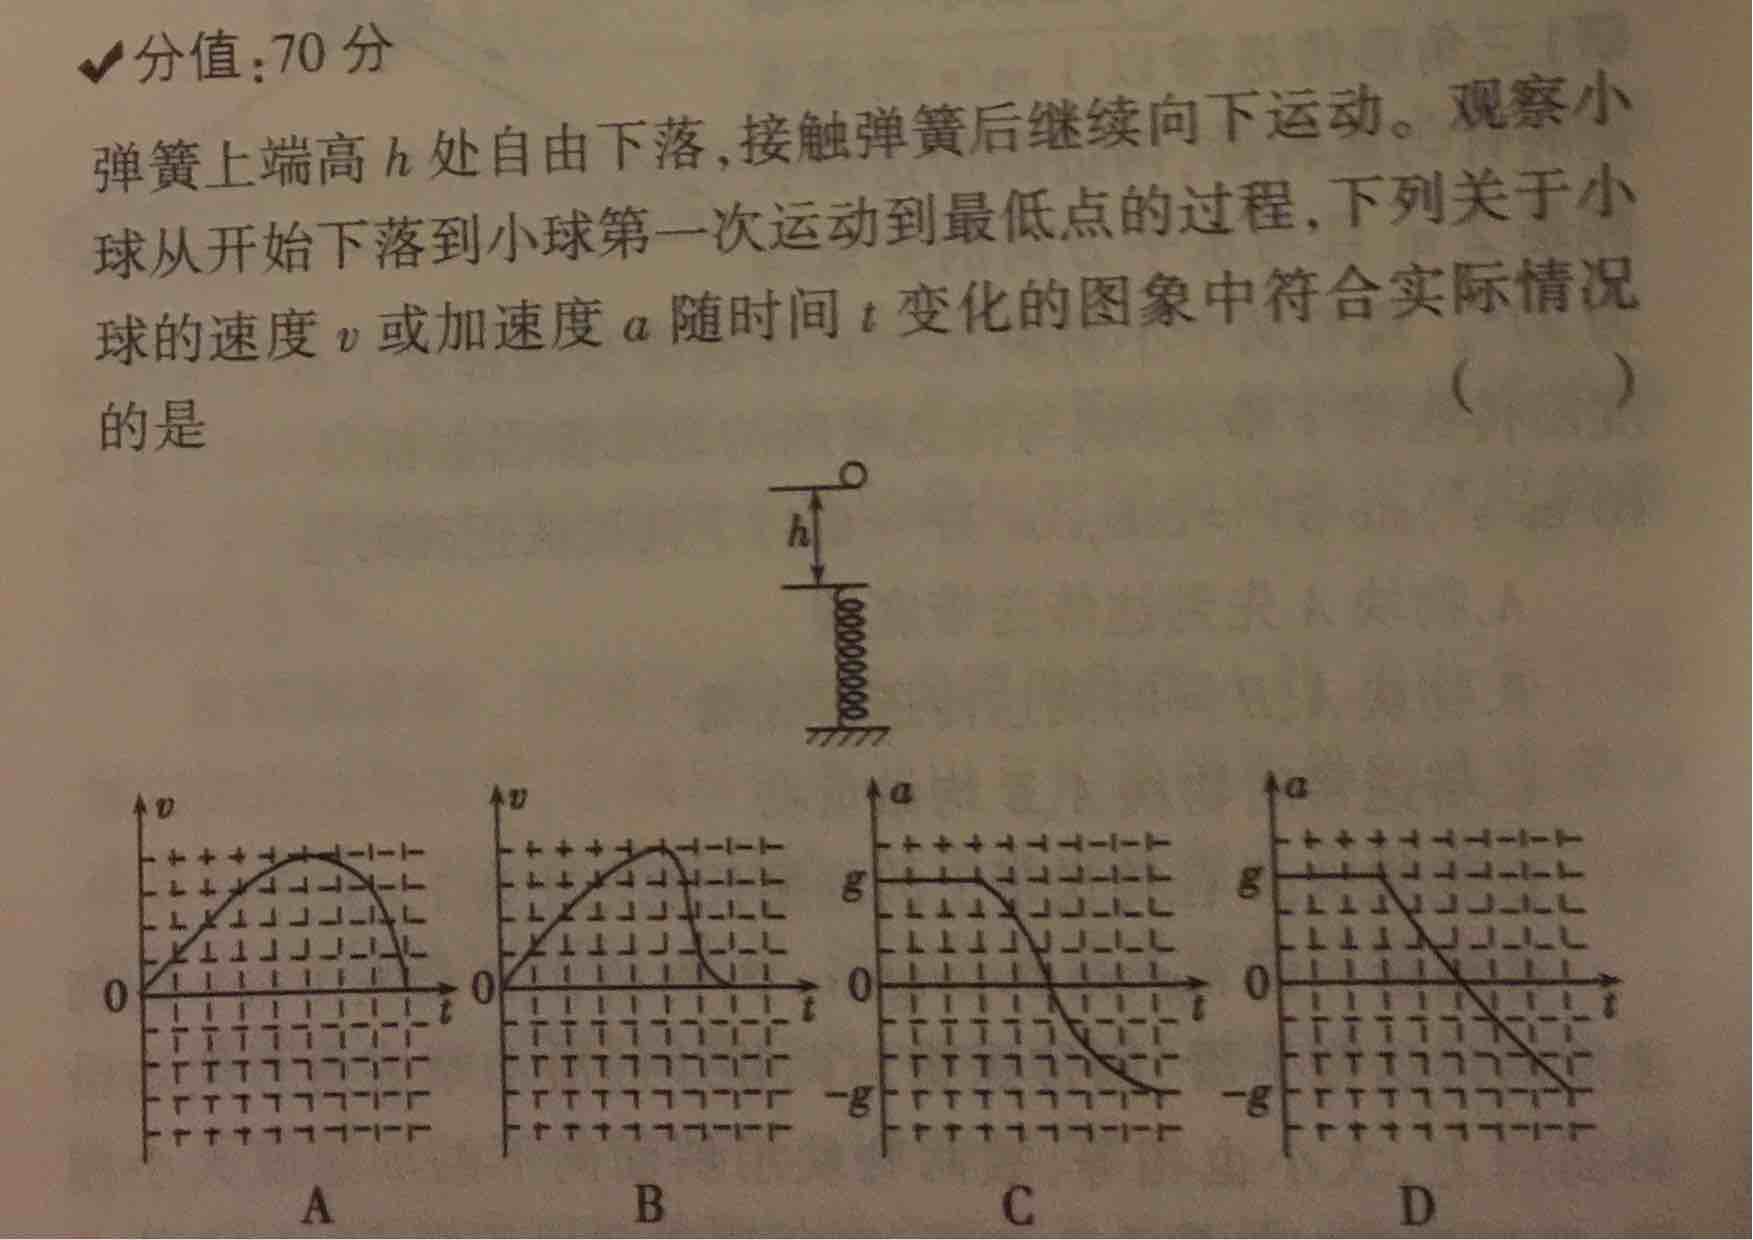 ✓分值:70分
弹簧上端高 h 处自由下落,接触弹簧后继续向下运动。观察小
球从开始下落到小球第一次运动到最低点的过程,下列关于小
球的速度 v 或加速度 a 随时间 t 变化的图象中符合实际情况
的是 ( )
h
v
0
t
A
v
0
t
B
a
g
0
t
-g
C
a
g
0
t
-g
D